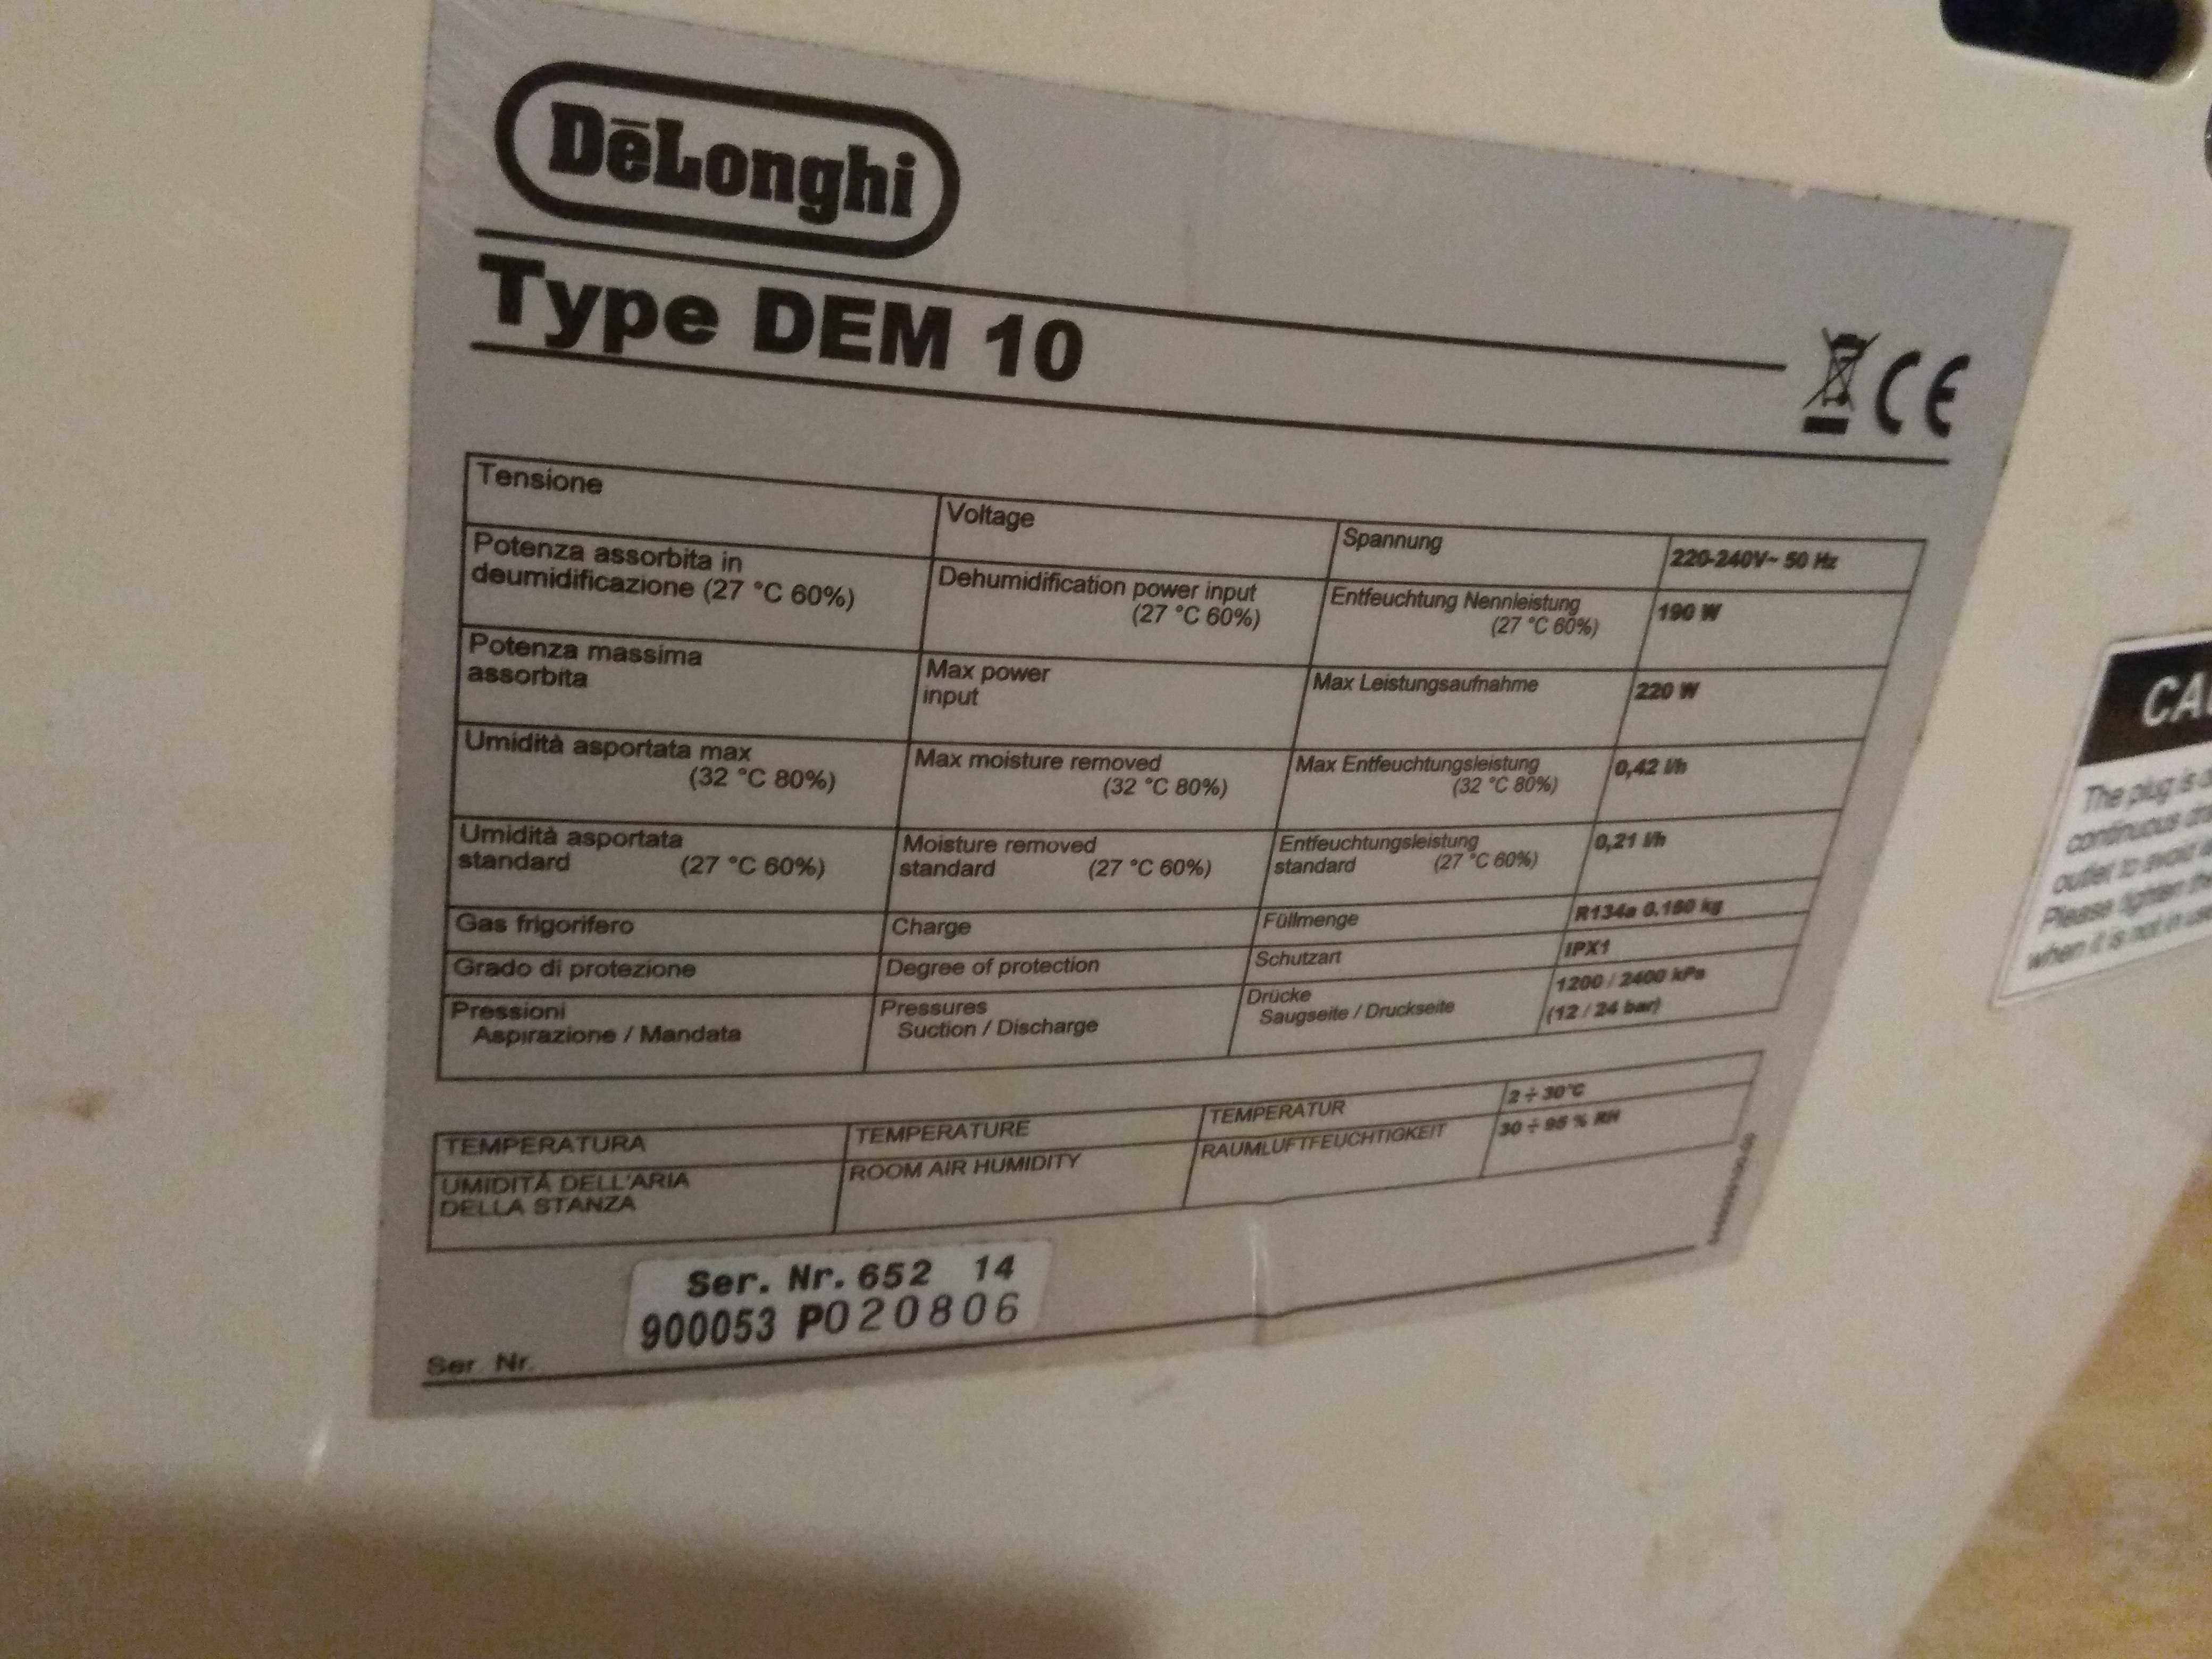 DēLonghi
Type DEM 10
CE
Tensione Voltage Spannung 220-240V~ 50 Hz
Potenza assorbita in
deumidificazione (27 °C 60%) Dehumidification power input
(27 °C 60%) Entfeuchtung Nennleistung
(27 °C 60%) 190 W
Potenza massima
assorbita Max power
input Max Leistungsaufnahme 220 W
Umidità asportata max
(32 °C 80%) Max moisture removed
(32 °C 80%) Max Entfeuchtungsleistung
(32 °C 80%) 0,42 l/h
Umidità asportata
standard (27 °C 60%) Moisture removed
standard (27 °C 60%) Entfeuchtungsleistung
standard (27 °C 60%) 0,21 l/h
Gas frigorifero Charge Füllmenge R134a kg
Grado di protezione Degree of protection Schutzart IPX1
Pressioni
Aspirazione / Mandata Pressures
Suction / Discharge Drücke
Saugseite / Druckseite 1200 / 2400 kPa
(12 / 24 bar)
TEMPERATURA TEMPERATURE TEMPERATUR 2 ÷ 30°C
UMIDITÀ DELL'ARIA
DELLA STANZA ROOM AIR HUMIDITY RAUMLUFTFEUCHTIGKEIT 30 ÷ 95 % RH
Ser. Nr. 652 14
900053 P020806
Ser. Nr.
The plug is
continuous
outlet to avoid
Please tighten the
when it is not in